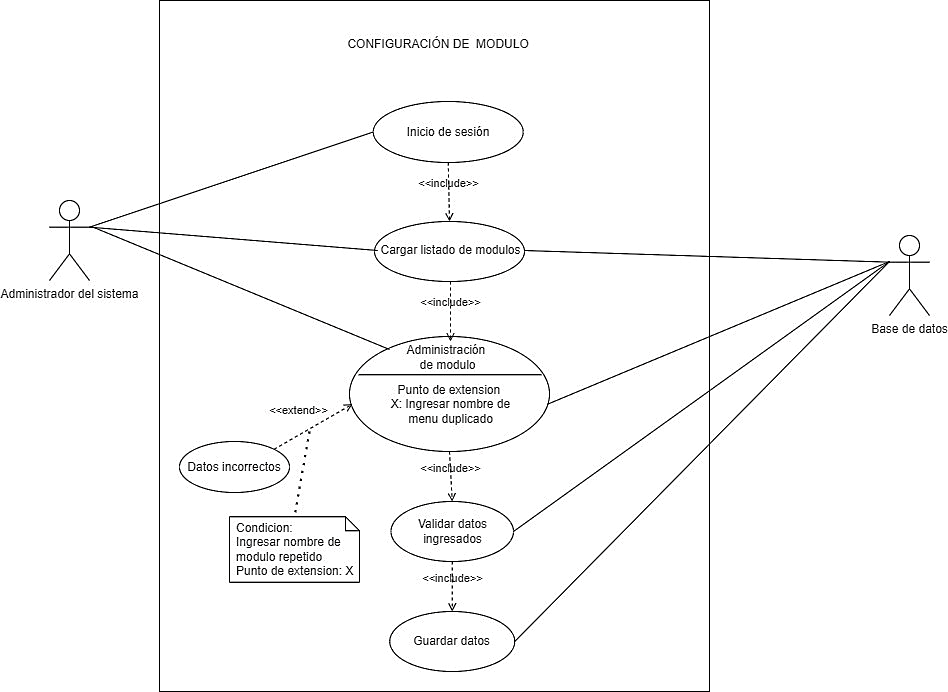 CONFIGURACIÓN DE  MODULO
Inicio de sesión
<<include>>
Administrador del sistema
Cargar listado de modulos
Base de datos
<<include>>
Administración
de modulo
Punto de extension
X: Ingresar nombre de
menu duplicado
<<extend>>
Datos incorrectos
<<include>>
Condicion:
Ingresar nombre de
modulo repetido
Punto de extension: X
Validar datos
ingresados
<<include>>
Guardar datos